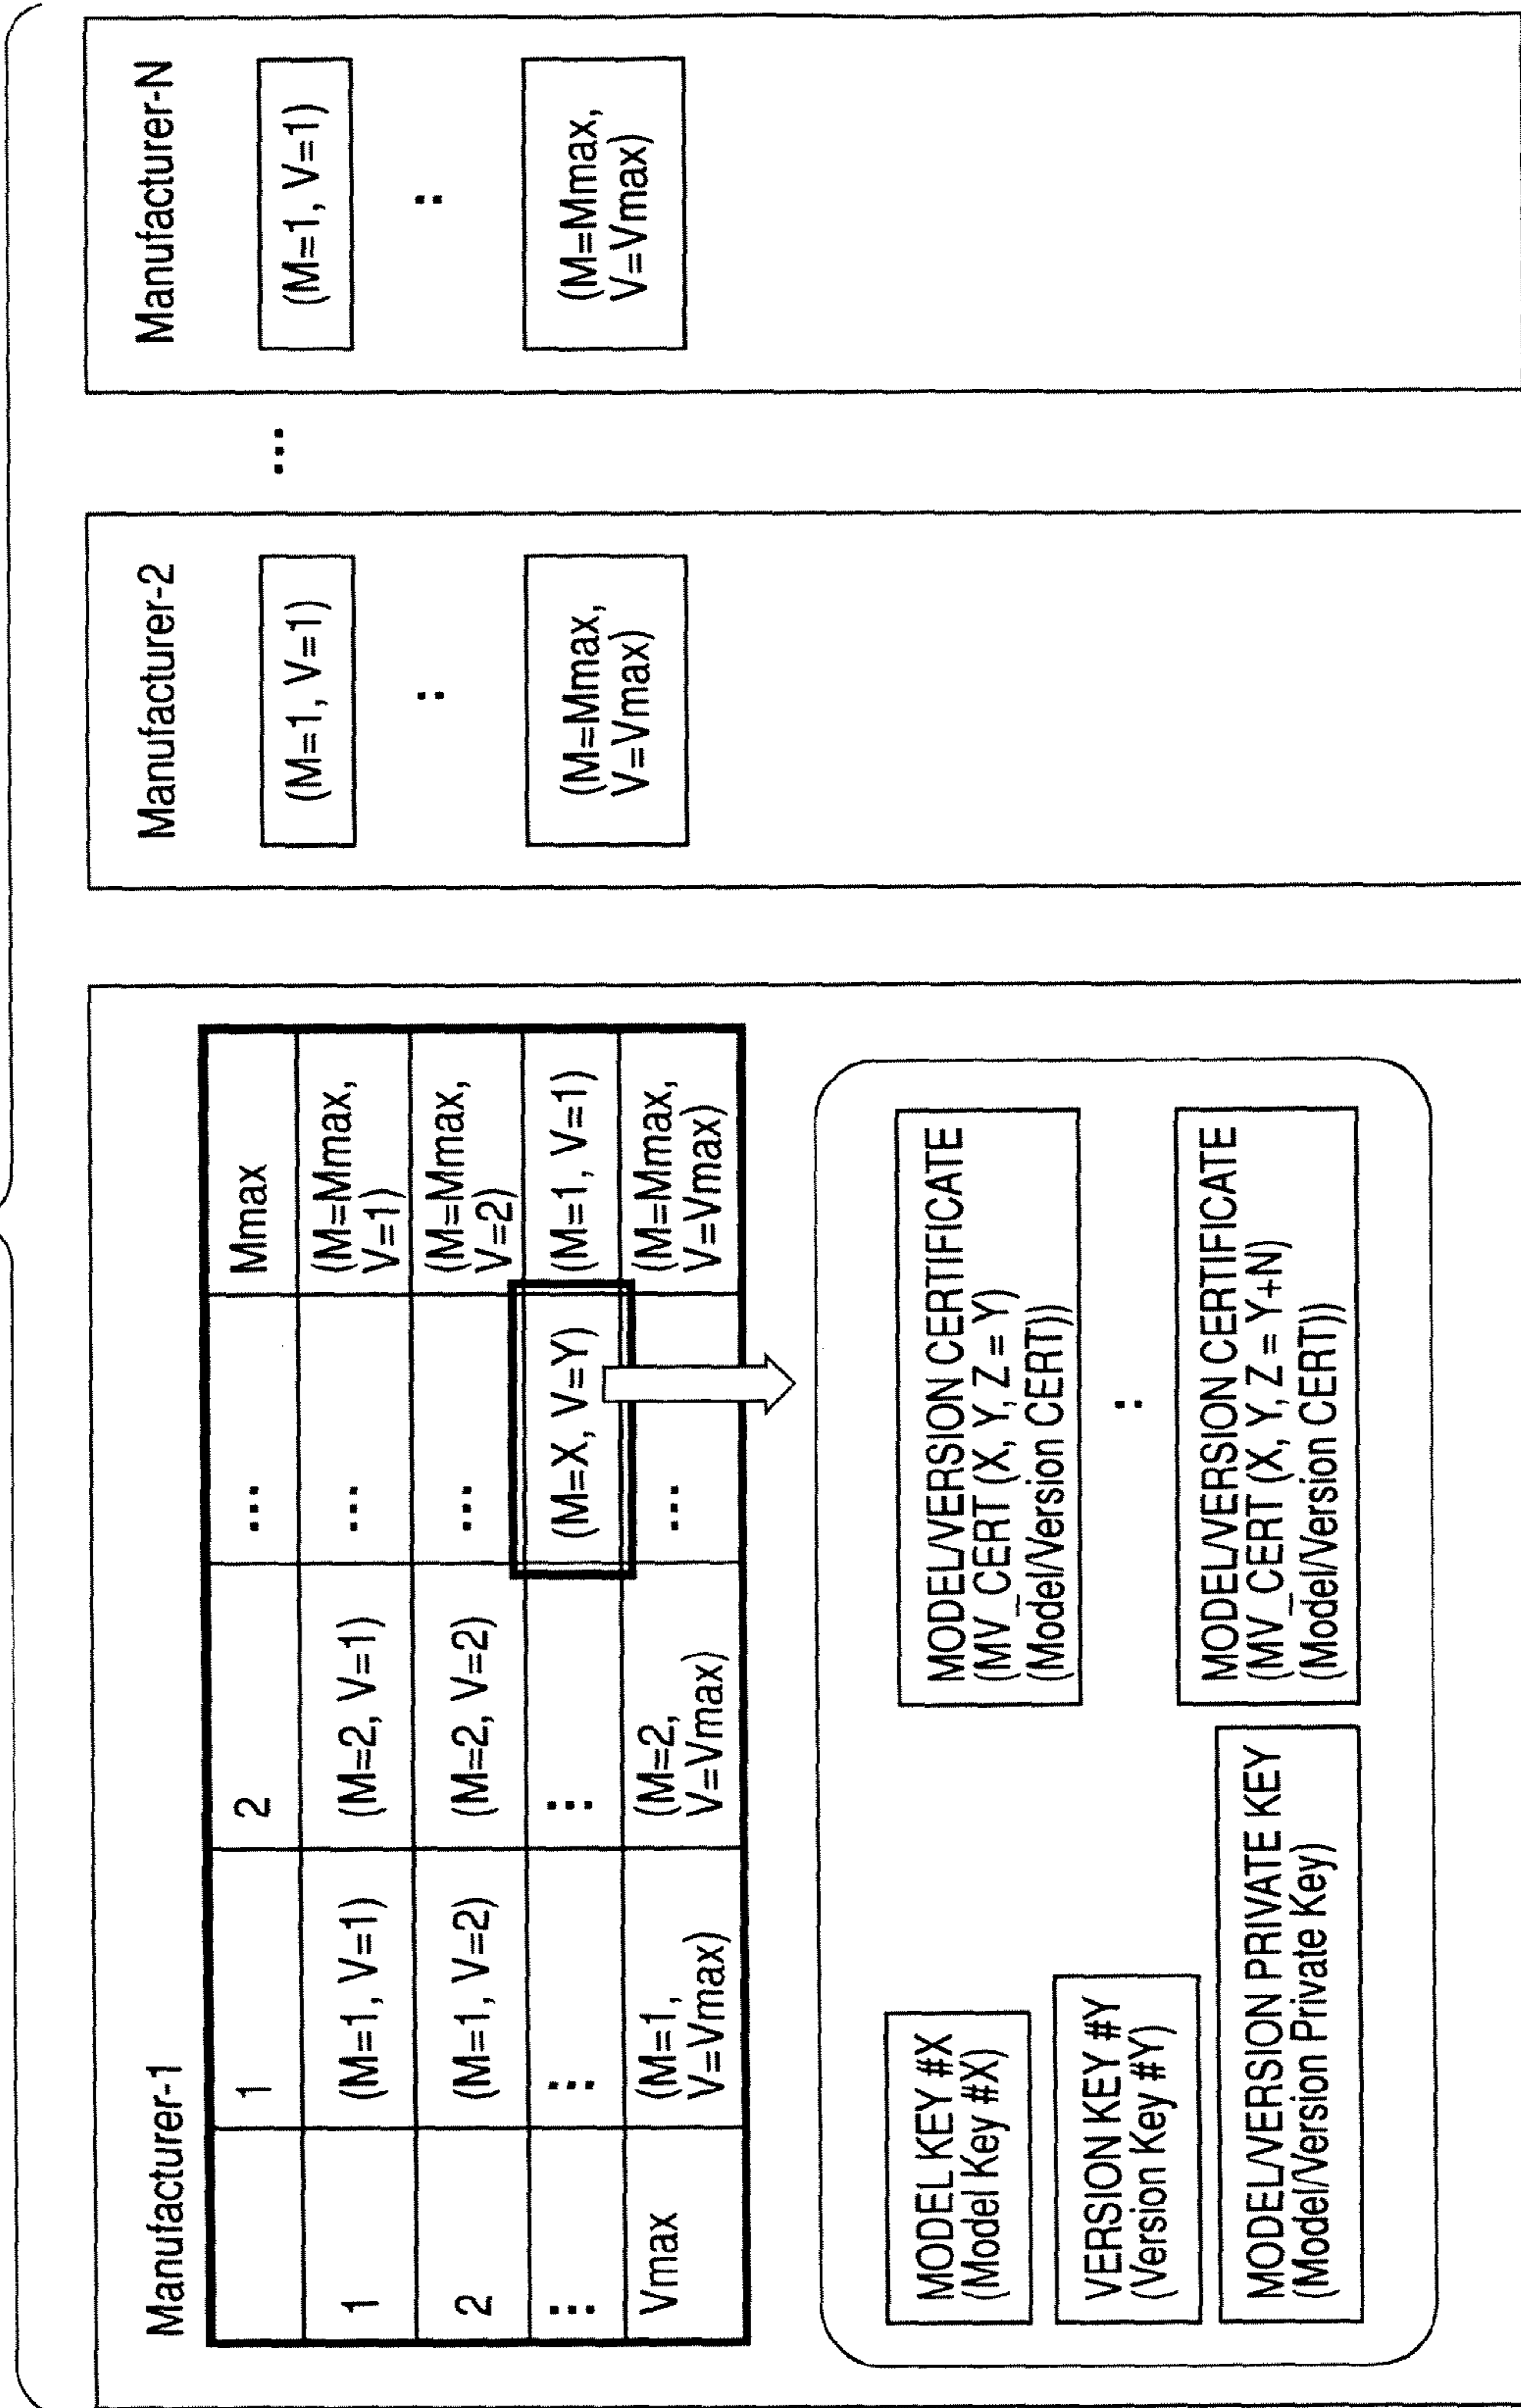 Manufacturer-1
1 2 ... Mmax
1 (M=1, V=1) (M=2, V=1) ... (M=Mmax,
V=1)
2 (M=1, V=2) (M=2, V=2) ... (M=Mmax,
V=2)
⋮ ⋮ ⋮ (M=X, V=Y) (M=1, V=1)
Vmax (M=1,
V=Vmax) (M=2,
V=Vmax) ... (M=Mmax,
V=Vmax)
MODEL KEY #X
(Model Key #X)
VERSION KEY #Y
(Version Key #Y)
MODEL/VERSION PRIVATE KEY
(Model/Version Private Key)
MODEL/VERSION CERTIFICATE
(MV_CERT (X, Y, Z = Y)
(Model/Version CERT))
:
MODEL/VERSION CERTIFICATE
(MV_CERT (X, Y, Z = Y+N)
(Model/Version CERT))
Manufacturer-2
(M=1, V=1)
:
(M=Mmax,
V=Vmax)
...
Manufacturer-N
(M=1, V=1)
:
(M=Mmax,
V=Vmax)